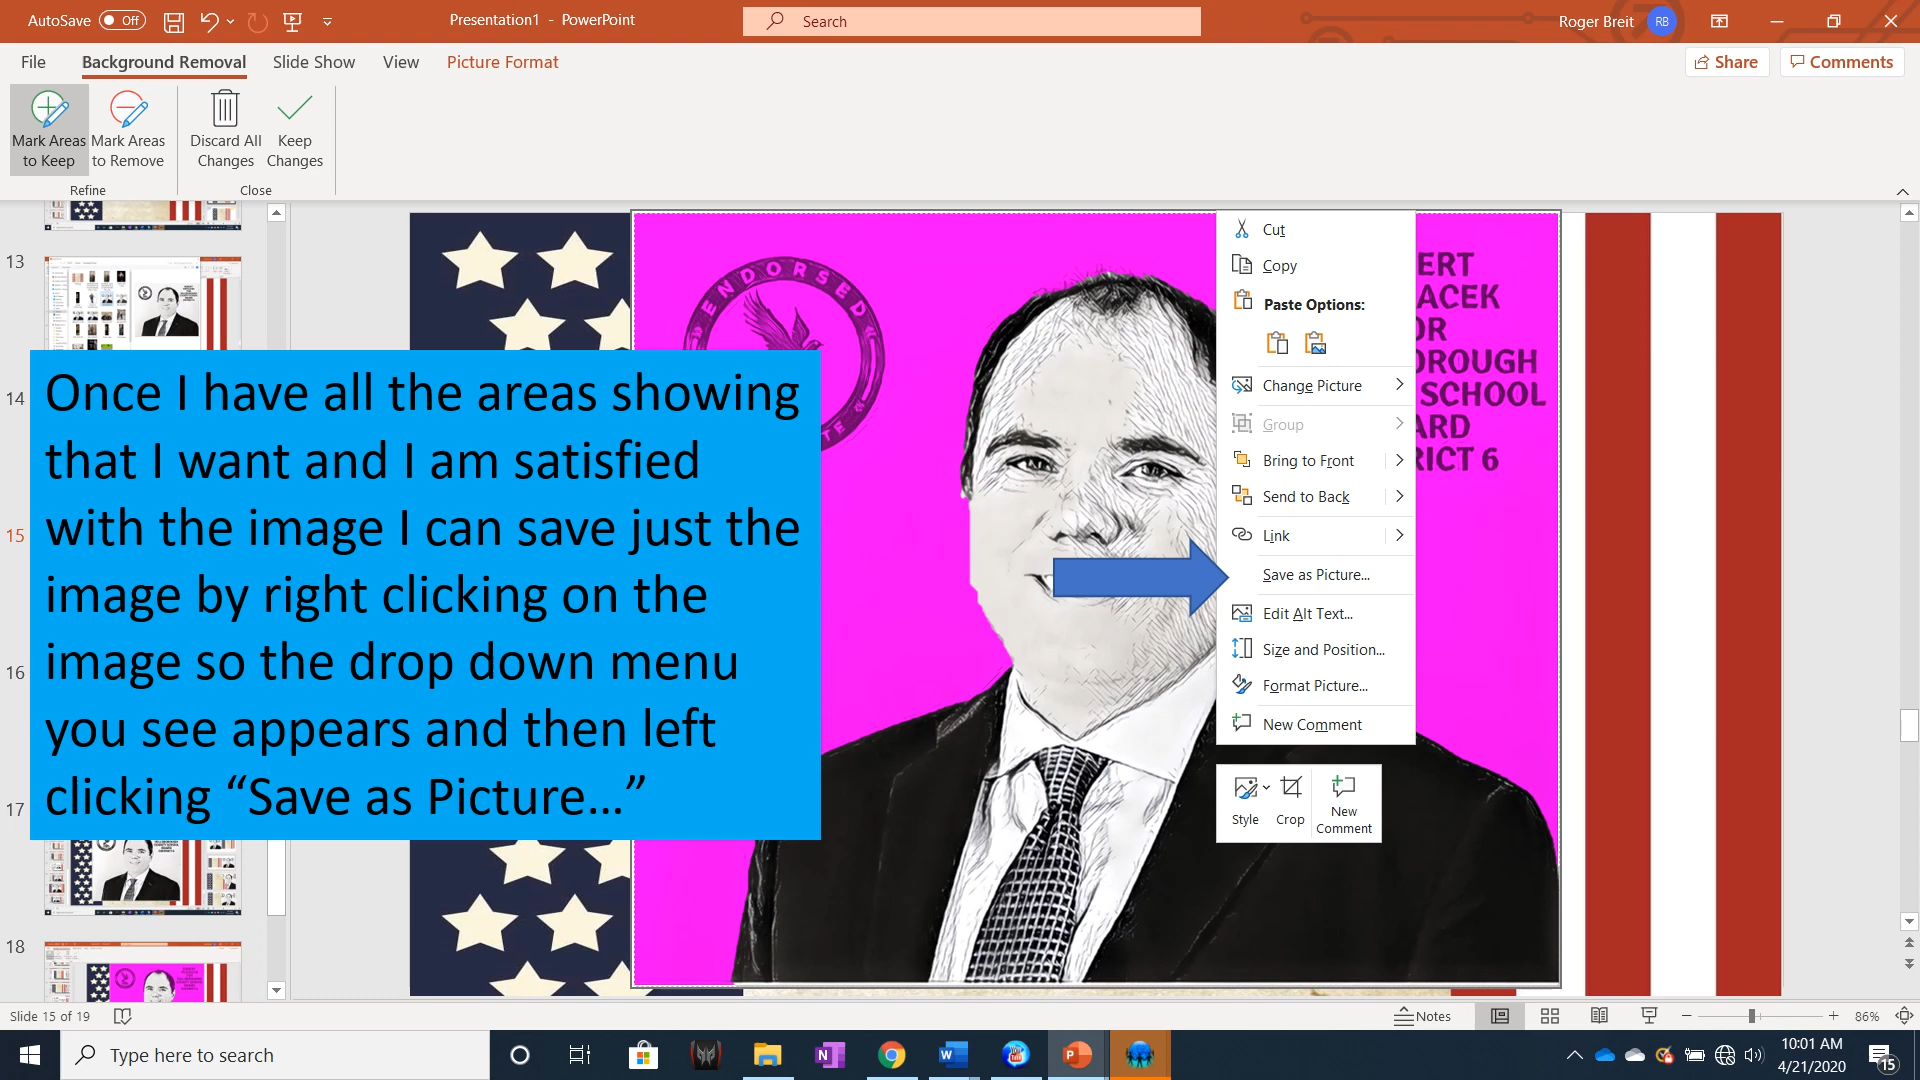 AutoSave Off
Presentation1 - PowerPoint
Search
Roger Breit RB
File Background Removal Slide Show View Picture Format
Share Comments
Mark Areas to Keep
Mark Areas to Remove
Discard All Changes
Keep Changes
Refine
Close
13
14
15
16
17
18
Once I have all the areas showing
that I want and I am satisfied
with the image I can save just the
image by right clicking on the
image so the drop down menu
you see appears and then left
clicking “Save as Picture…”
ENDORSED
TE
ERT
ACEK
OR
OROUGH
SCHOOL
ARD
RICT 6
Cut
Copy
Paste Options:
Change Picture
Group
Bring to Front
Send to Back
Link
Save as Picture...
Edit Alt Text...
Size and Position...
Format Picture...
New Comment
Style Crop New Comment
Slide 15 of 19
Notes
86%
Type here to search
10:01 AM
4/21/2020
15